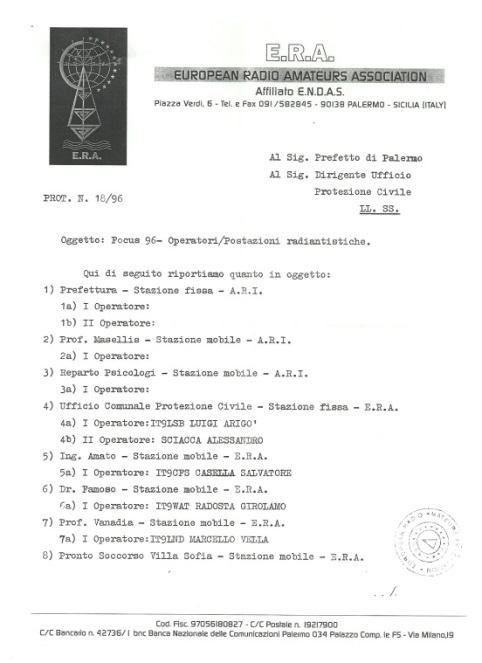 E.R.A.
E.R.A.
EUROPEAN RADIO AMATEURS ASSOCIATION
Affiliato E.N.D.A.S.
Piazza Verdi, 6 - Tel. e Fax 091/582845 - 90138 PALERMO - SICILIA (ITALY)
Al Sig. Prefetto di Palermo
Al Sig. Dirigente Ufficio
Protezione Civile
LL. SS.
PROT. N. 18/96
Oggetto: Focus 96- Operatori/Postazioni radiantistiche.
Qui di seguito riportiamo quanto in oggetto:
1) Prefettura - Stazione fissa - A.R.I.
1a) I Operatore:
1b) II Operatore:
2) Prof. Masellis - Stazione mobile - A.R.I.
2a) I Operatore:
3) Reparto Psicologi - Stazione mobile - A.R.I.
3a) I Operatore:
4) Ufficio Comunale Protezione Civile - Stazione fissa - E.R.A.
4a) I Operatore:IT9LSB LUIGI ARIGO'
4b) II Operatore: SCIACCA ALESSANDRO
5) Ing. Amato - Stazione mobile - E.R.A.
5a) I Operatore: IT9CPS CASELLA SALVATORE
6) Dr. Famoso - Stazione mobile - E.R.A.
6a) I Operatore: IT9WAT RADOSTA GIROLAMO
7) Prof. Vanadia - Stazione mobile - E.R.A.
7a) I Operatore:IT9LND MARCELLO VELLA
8) Pronto Soccorso Villa Sofia - Stazione mobile - E.R.A.
EUROPEAN RADIO AMATEURS
../.
Cod. Fisc. 97056180827 - C/C Postale n. 19217900
C/C Bancario n. 42736/1 bnc Banca Nazionale delle Comunicazioni Palermo 034 Palazzo Comp. le FS - Via Milano,19